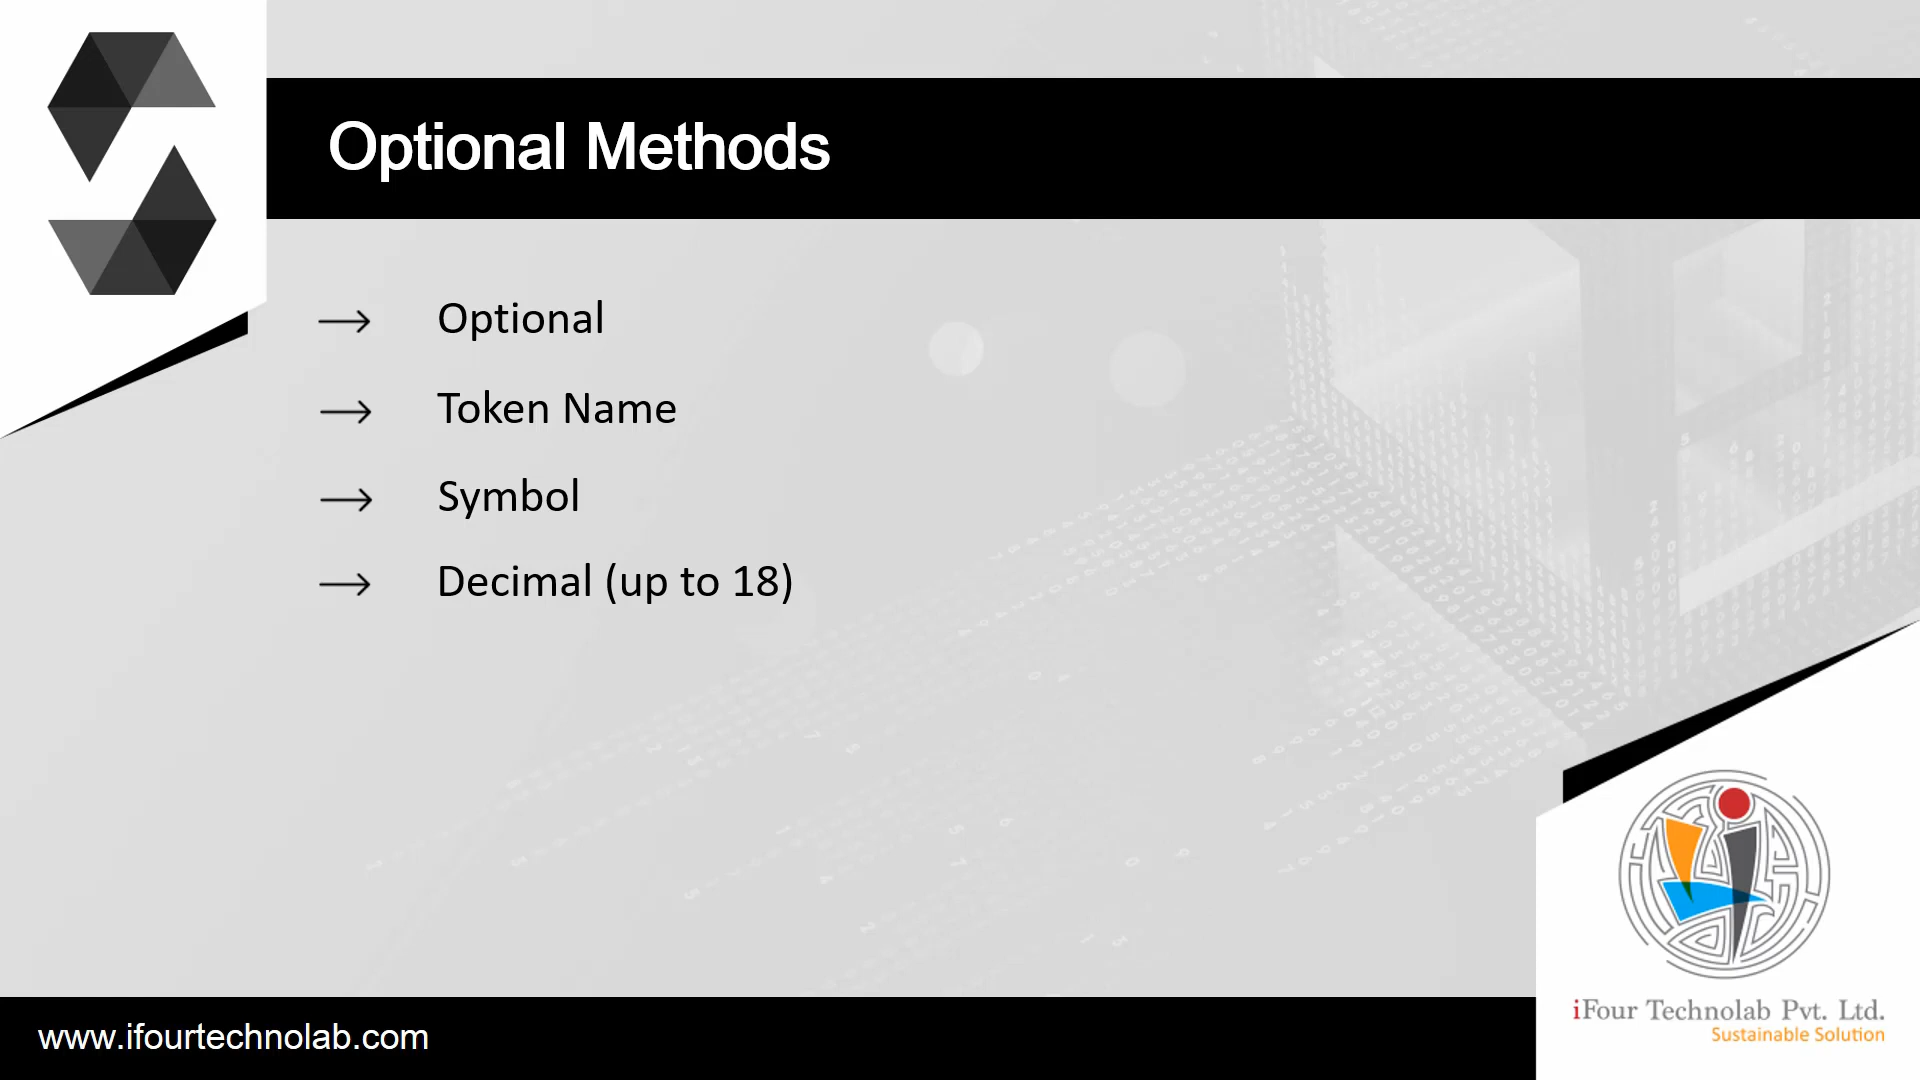 Optional Methods
Optional
Token Name
Symbol
Decimal (up to 18)
www.ifourtechnolab.com
iFour Technolab Pvt. Ltd.
Sustainable Solution